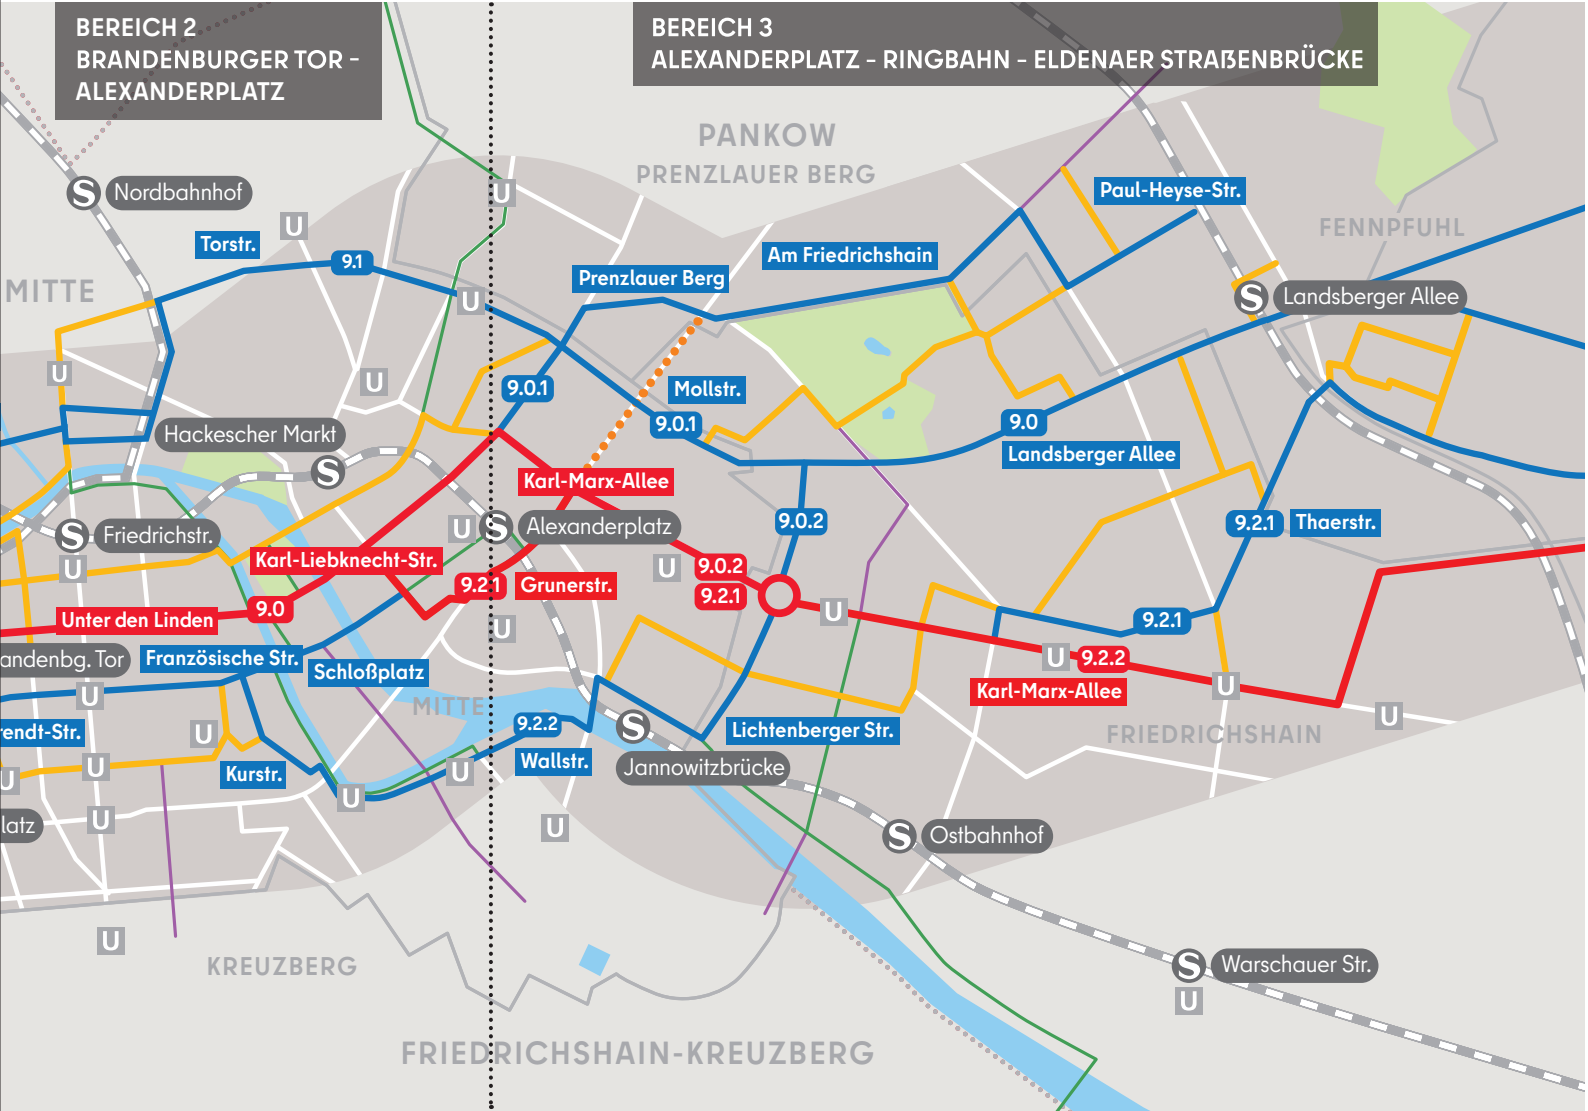 BEREICH 2
BRANDENBURGER TOR –
ALEXANDERPLATZ
BEREICH 3
ALEXANDERPLATZ – RINGBAHN – ELDENAER STRAßENBRÜCKE
PANKOW
PRENZLAUER BERG
S Nordbahnhof
U
Paul-Heyse-Str.
FENNPFUHL
U
Torstr.
9.1
Am Friedrichshain
Prenzlauer Berg
MITTE
U
S Landsberger Allee
U
U
9.0.1
Mollstr.
9.0.1
9.0
Landsberger Allee
Hackescher Markt
S
Karl-Marx-Allee
S Friedrichstr.
U
U
S Alexanderplatz
9.0.2
9.2.1
Thaerstr.
Karl-Liebknecht-Str.
9.2.1
Grunerstr.
U
9.0.2
9.2.1
Unter den Linden
9.0
U
U
9.2.1
andenbg. Tor
Französische Str.
Schloßplatz
U
9.2.2
Karl-Marx-Allee
U
U
MITTE
U
rendt-Str.
U
9.2.2
Wallstr.
S
Jannowitzbrücke
Lichtenberger Str.
FRIEDRICHSHAIN
U
U
Kurstr.
U
U
latz
U
U
S Ostbahnhof
U
KREUZBERG
S Warschauer Str.
U
FRIEDRICHSHAIN-KREUZBERG